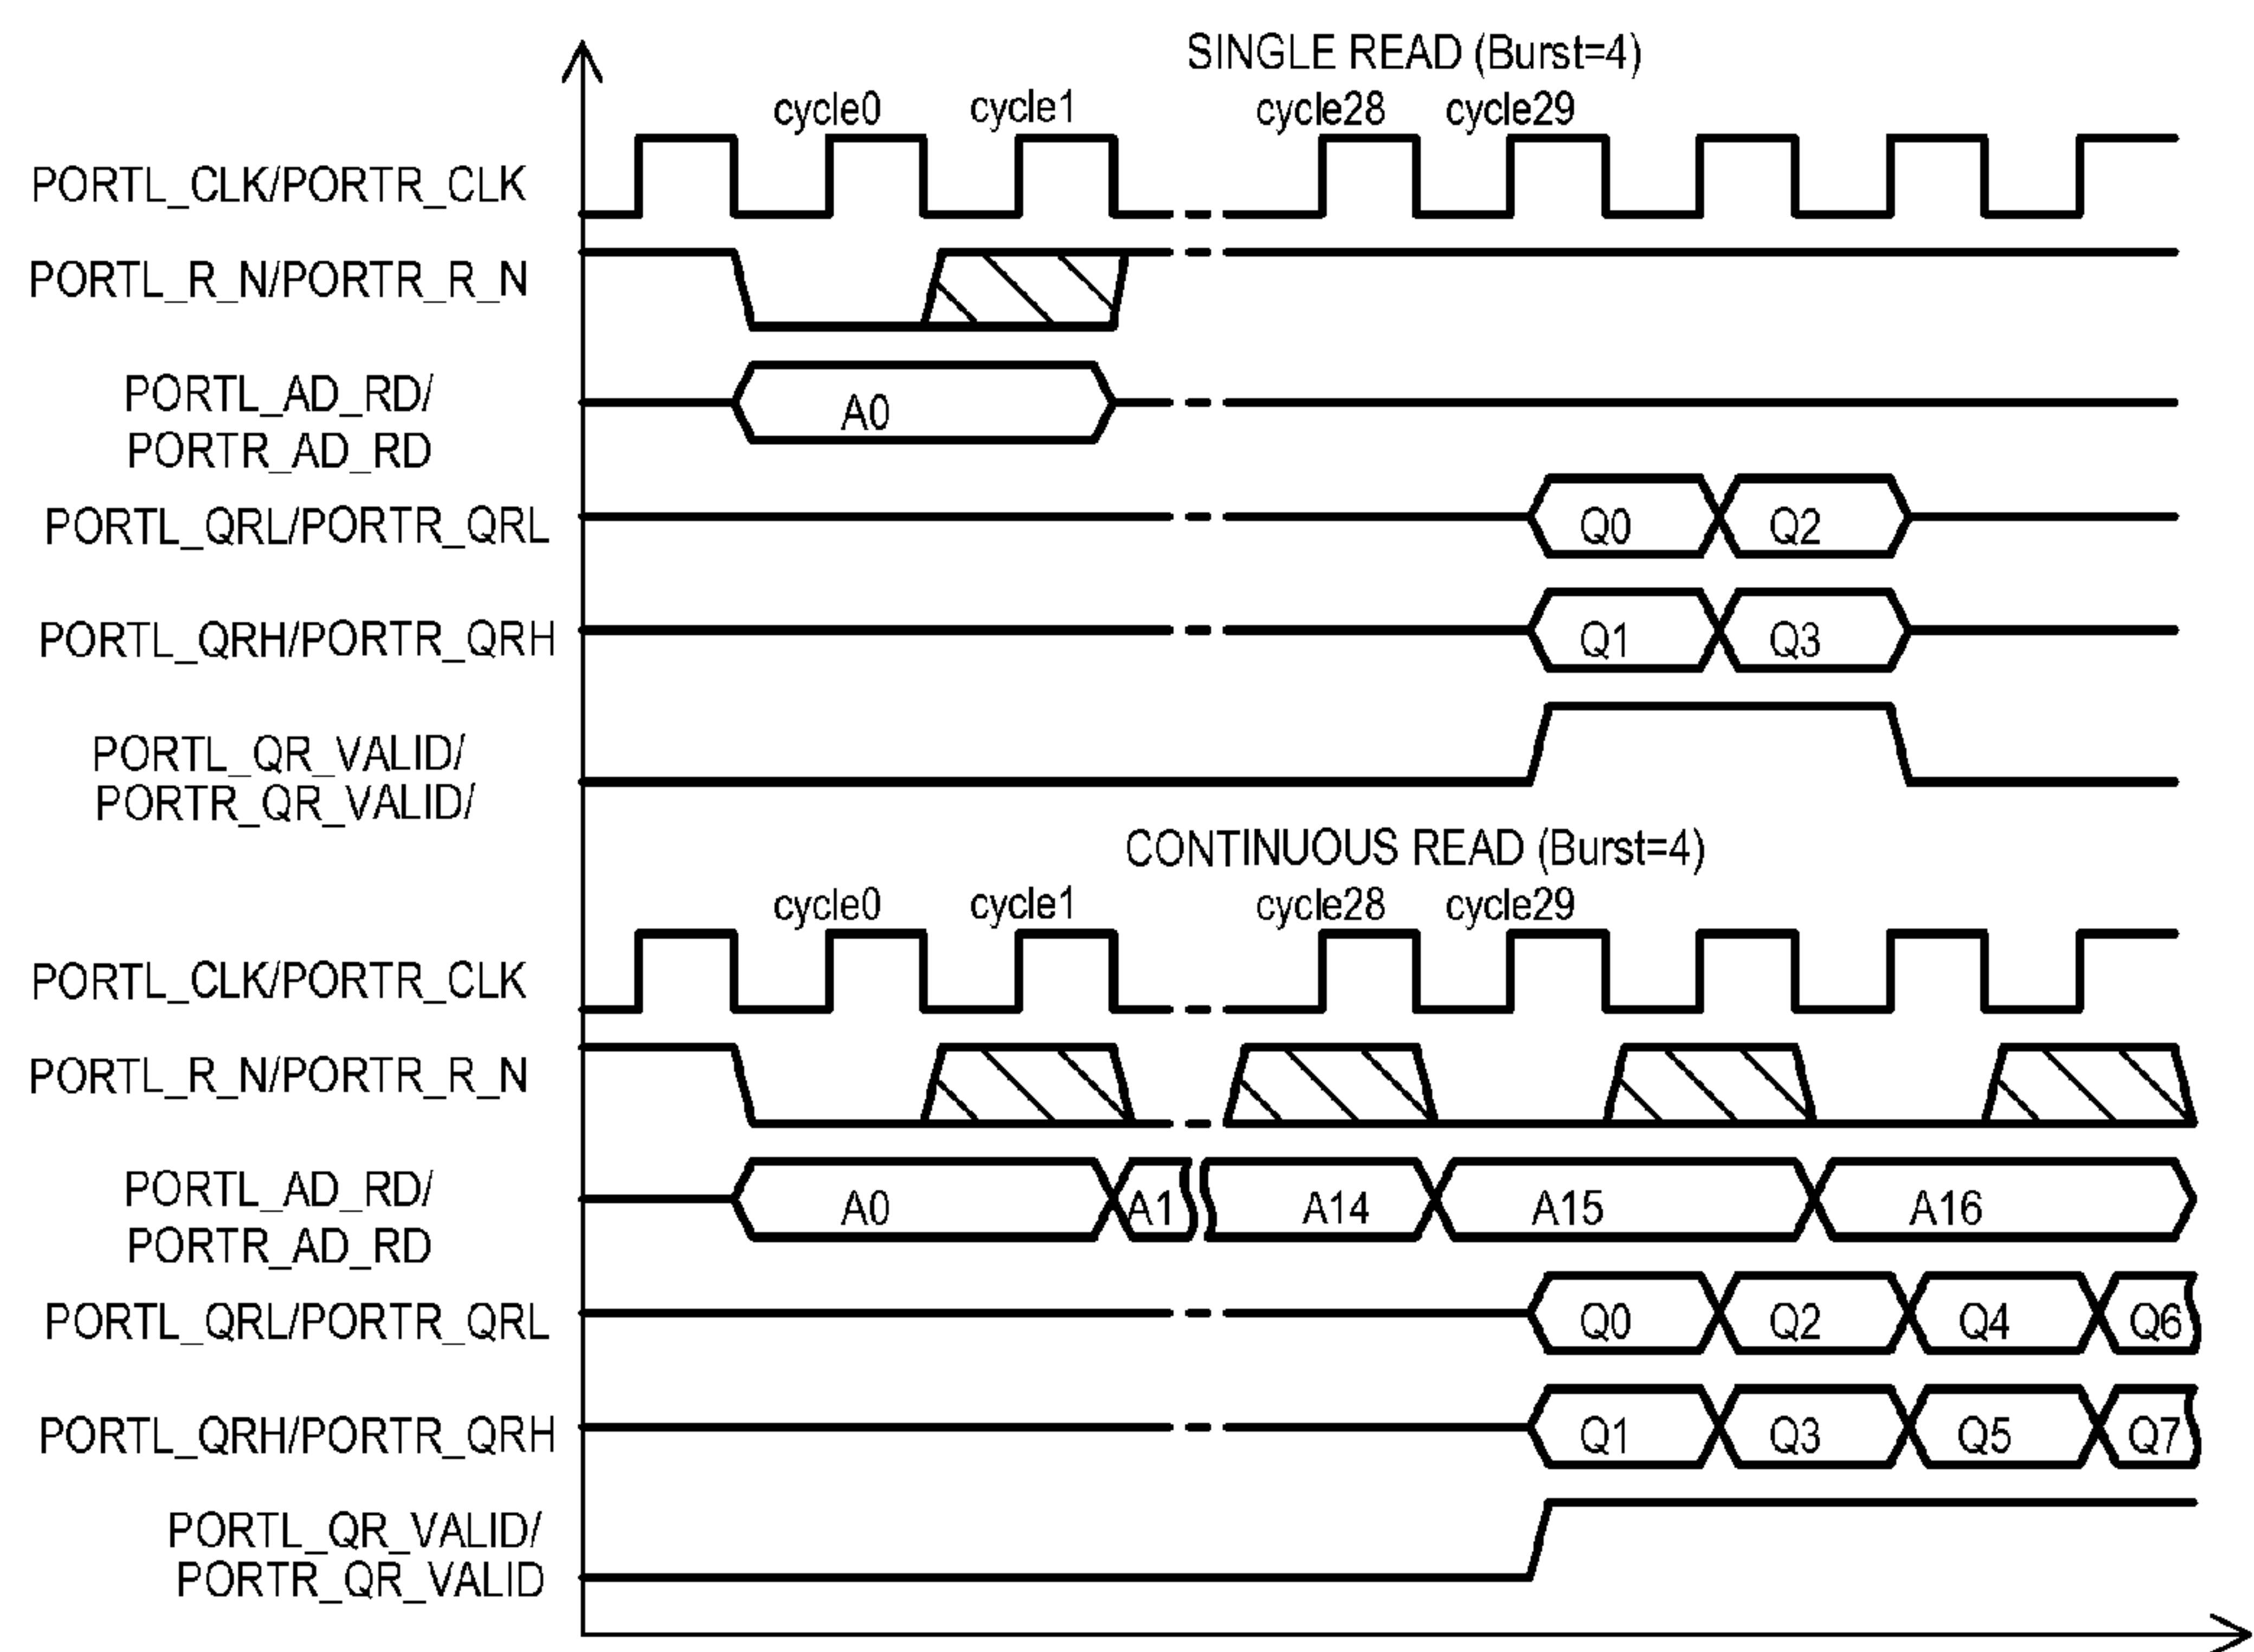 SINGLE READ (Burst=4)
cycle0 cycle1 cycle28 cycle29
PORTL_CLK/PORTR_CLK
PORTL_R_N/PORTR_R_N
PORTL_AD_RD/
PORTR_AD_RD
A0
PORTL_QRL/PORTR_QRL
Q0 Q2
PORTL_QRH/PORTR_QRH
Q1 Q3
PORTL_QR_VALID/
PORTR_QR_VALID/
CONTINUOUS READ (Burst=4)
cycle0 cycle1 cycle28 cycle29
PORTL_CLK/PORTR_CLK
PORTL_R_N/PORTR_R_N
PORTL_AD_RD/
PORTR_AD_RD
A0 A1 A14 A15 A16
PORTL_QRL/PORTR_QRL
Q0 Q2 Q4 Q6
PORTL_QRH/PORTR_QRH
Q1 Q3 Q5 Q7
PORTL_QR_VALID/
PORTR_QR_VALID